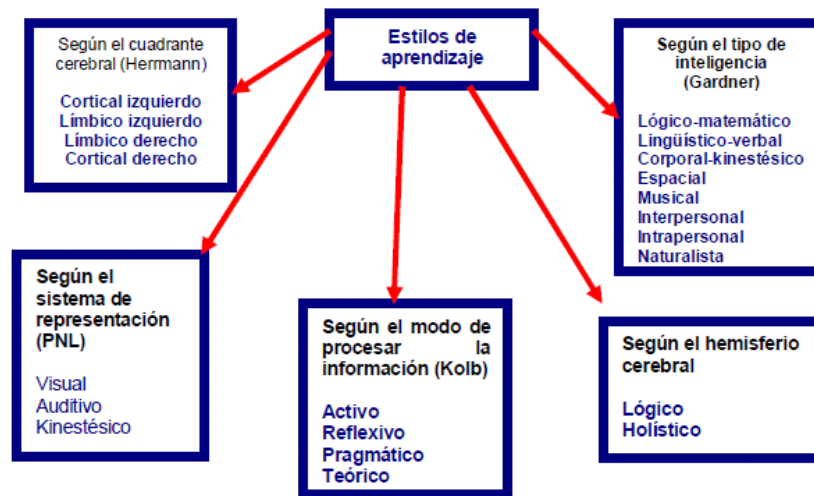 Estilos de
aprendizaje
Según el cuadrante
cerebral (Herrmann)
Cortical izquierdo
Límbico izquierdo
Límbico derecho
Cortical derecho
Según el tipo de
inteligencia
(Gardner)
Lógico-matemático
Lingüístico-verbal
Corporal-kinestésico
Espacial
Musical
Interpersonal
Intrapersonal
Naturalista
Según el
sistema de
representación
(PNL)
Visual
Auditivo
Kinestésico
Según el modo de
procesar la
información (Kolb)
Activo
Reflexivo
Pragmático
Teórico
Según el hemisferio
cerebral
Lógico
Holístico